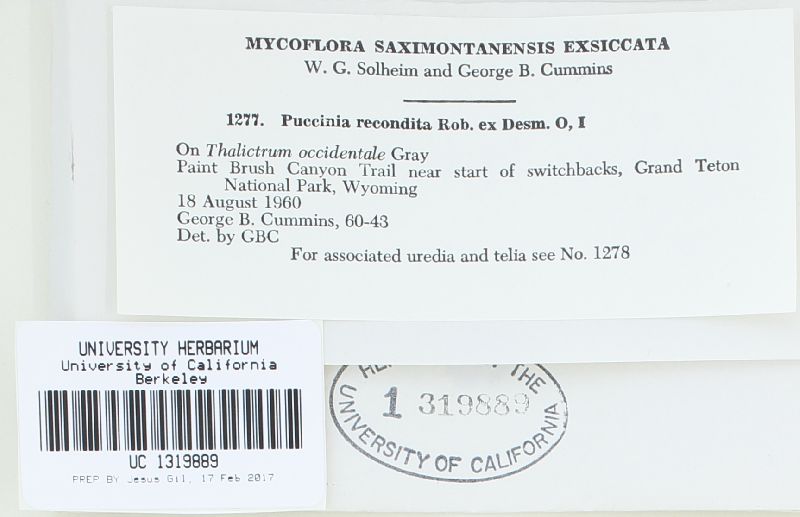 MYCOFLORA SAXIMONTANENSIS EXSICCATA
W. G. Solheim and George B. Cummins
1277. Puccinia recondita Rob. ex Desm. O, I
On Thalictrum occidentale Gray
Paint Brush Canyon Trail near start of switchbacks, Grand Teton
National Park, Wyoming
18 August 1960
George B. Cummins, 60-43
Det. by GBC
For associated uredia and telia see No. 1278
UNIVERSITY HERBARIUM
University of California
Berkeley
UC 1319889
PREP BY Jesus Gil, 17 Feb 2017
THE
1 319889
UNIVERSITY OF CALIFORNIA